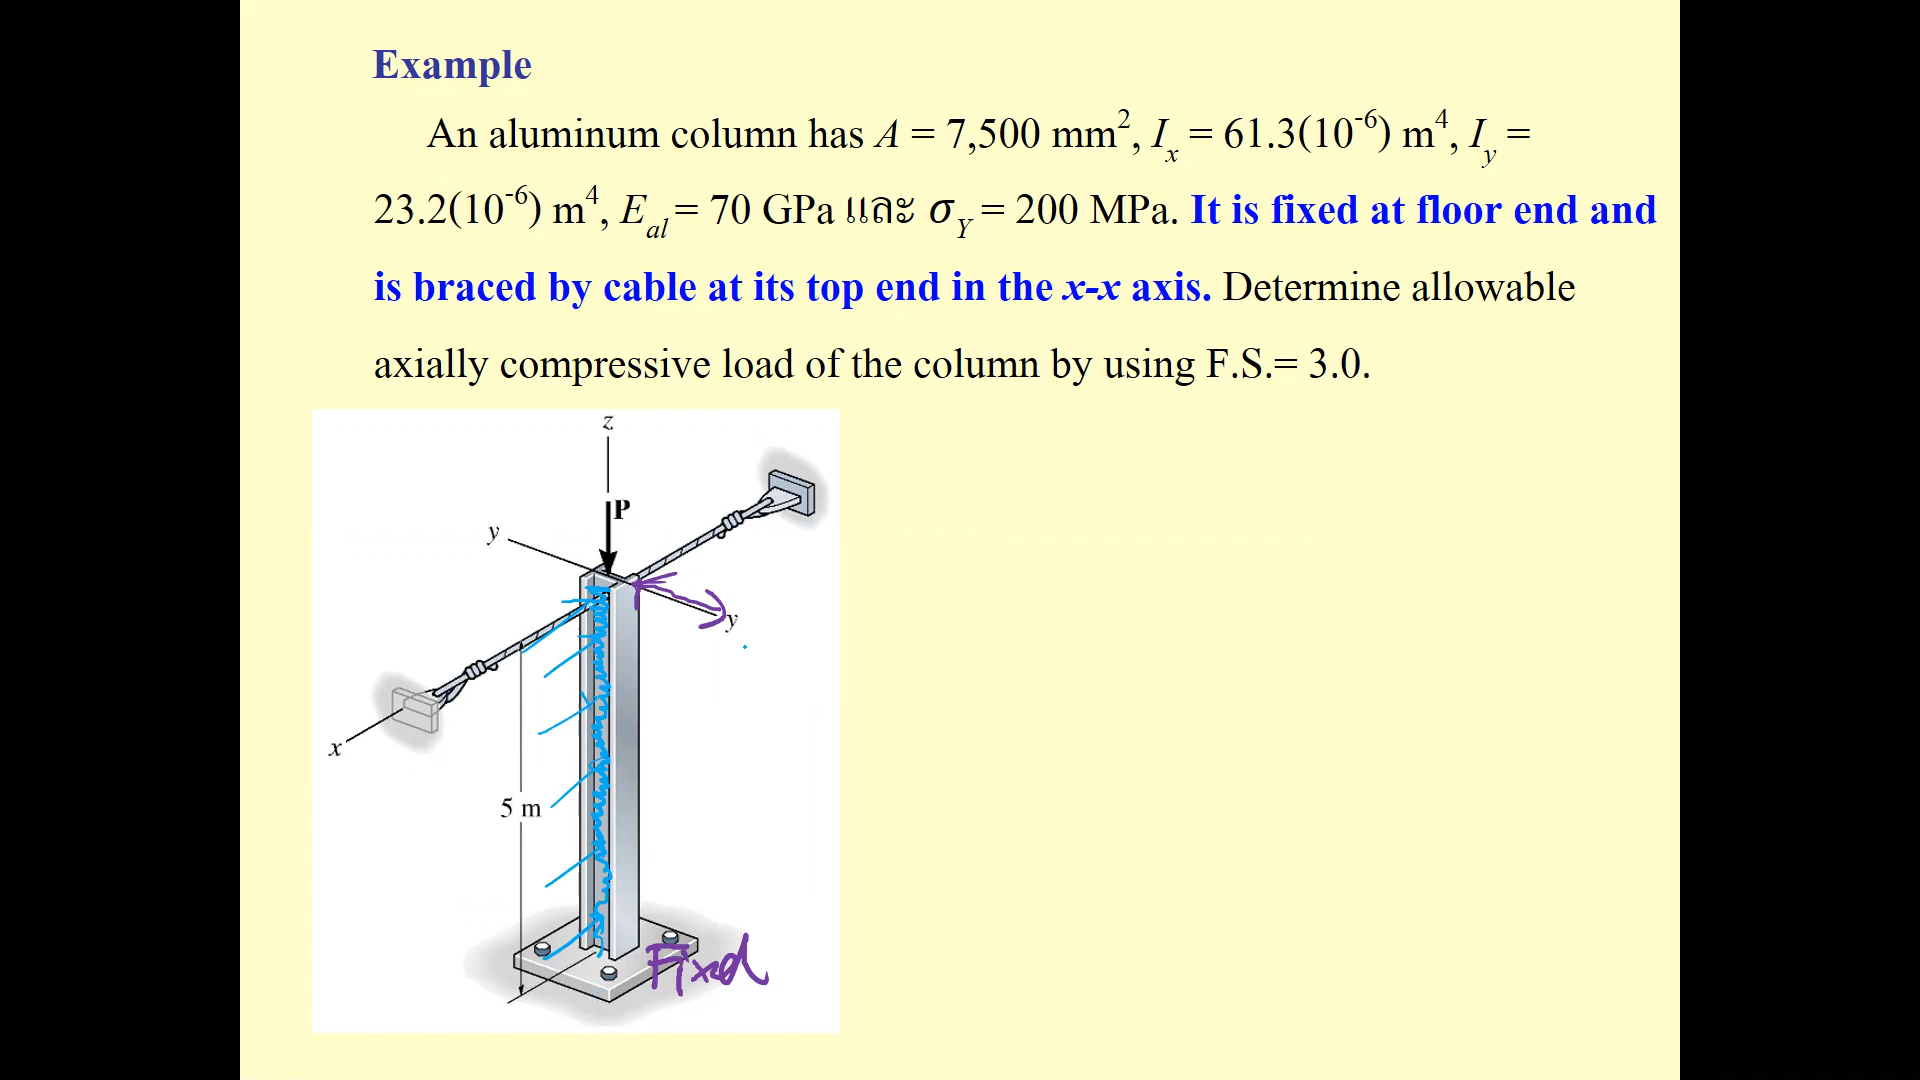 Example
An aluminum column has A = 7,500 mm², Iₓ = 61.3(10⁻⁶) m⁴, I_y =
23.2(10⁻⁶) m⁴, E_al = 70 GPa และ σ_Y = 200 MPa. It is fixed at floor end and
is braced by cable at its top end in the x-x axis. Determine allowable
axially compressive load of the column by using F.S.= 3.0.
z
P
y
y
x
5 m
Fixed